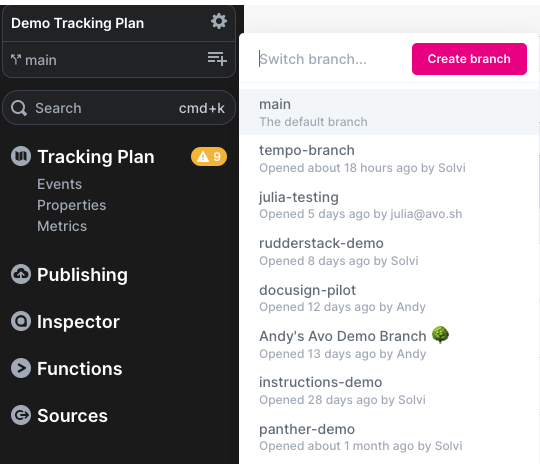 Demo Tracking Plan
main
Search cmd+k
Tracking Plan 9
Events
Properties
Metrics
Publishing
Inspector
Functions
Sources
Switch branch... Create branch
main
The default branch
tempo-branch
Opened about 18 hours ago by Solvi
julia-testing
Opened 5 days ago by julia@avo.sh
rudderstack-demo
Opened 8 days ago by Solvi
docusign-pilot
Opened 12 days ago by Andy
Andy's Avo Demo Branch 🌳
Opened 13 days ago by Andy
instructions-demo
Opened 28 days ago by Solvi
panther-demo
Opened about 1 month ago by Solvi